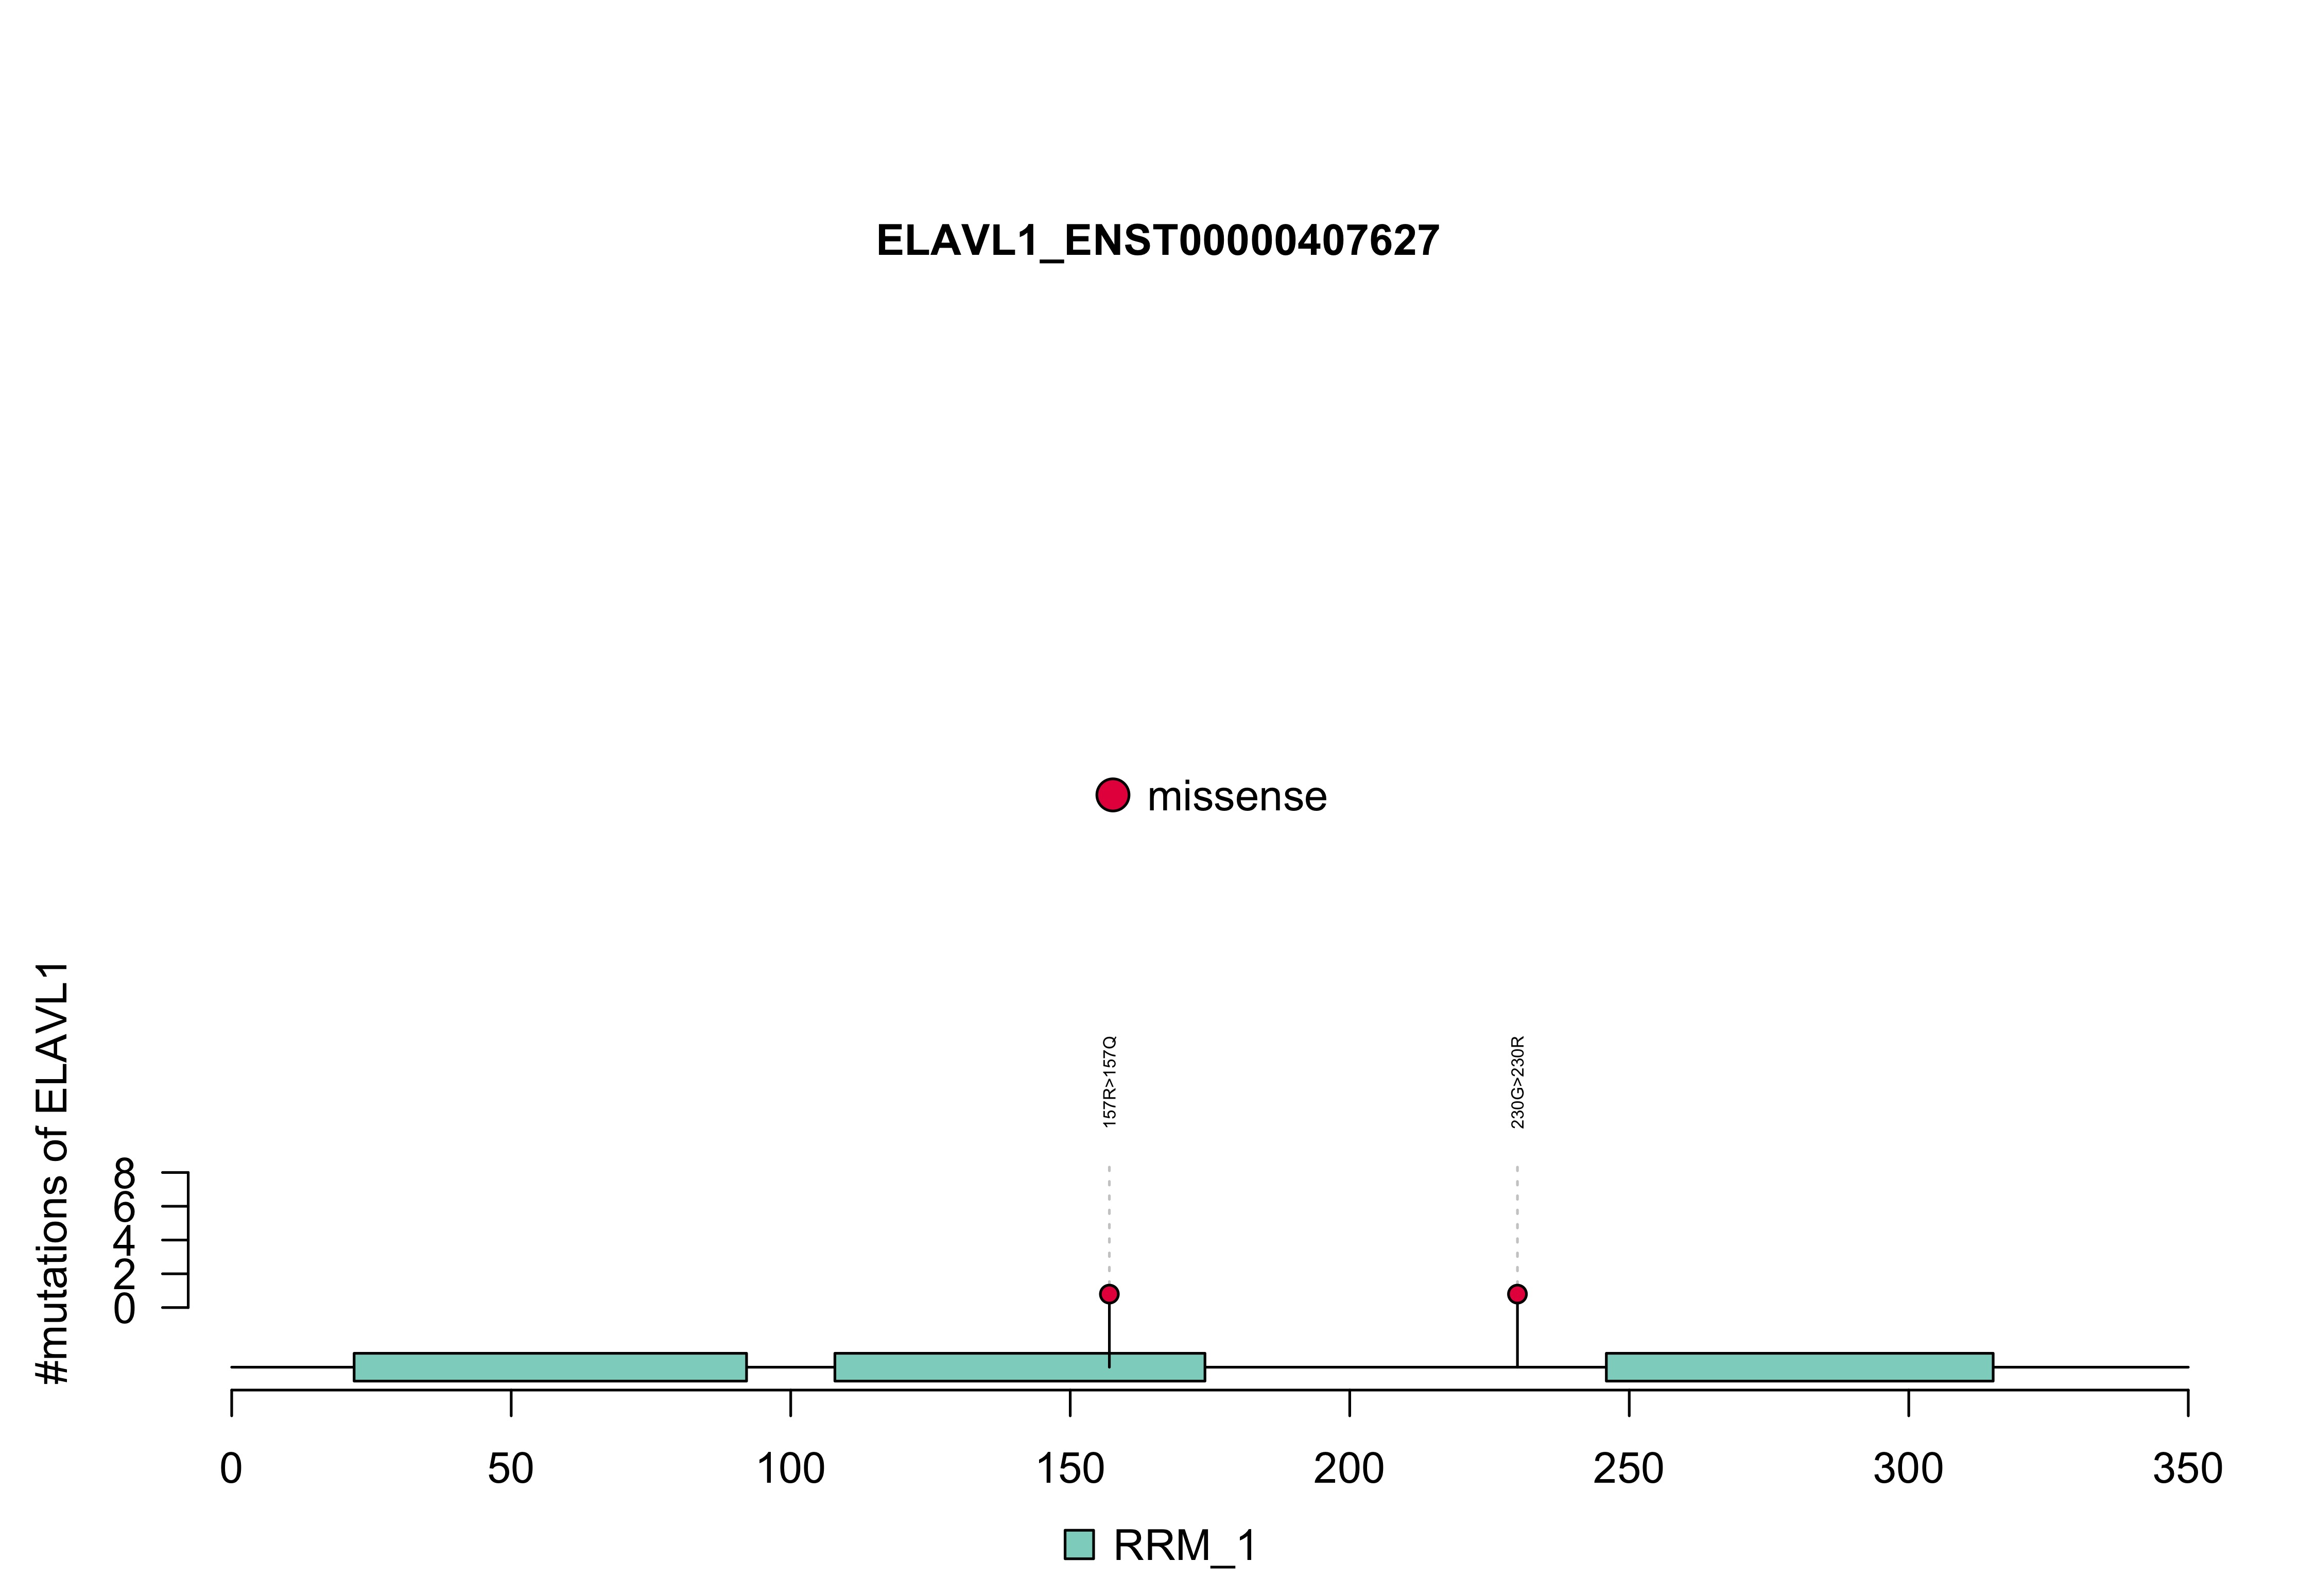 ELAVL1_ENST00000407627
missense
#mutations of ELAVL1
157R>157Q
230G>230R
8
6
4
2
0
0 50 100 150 200 250 300 350
RRM_1